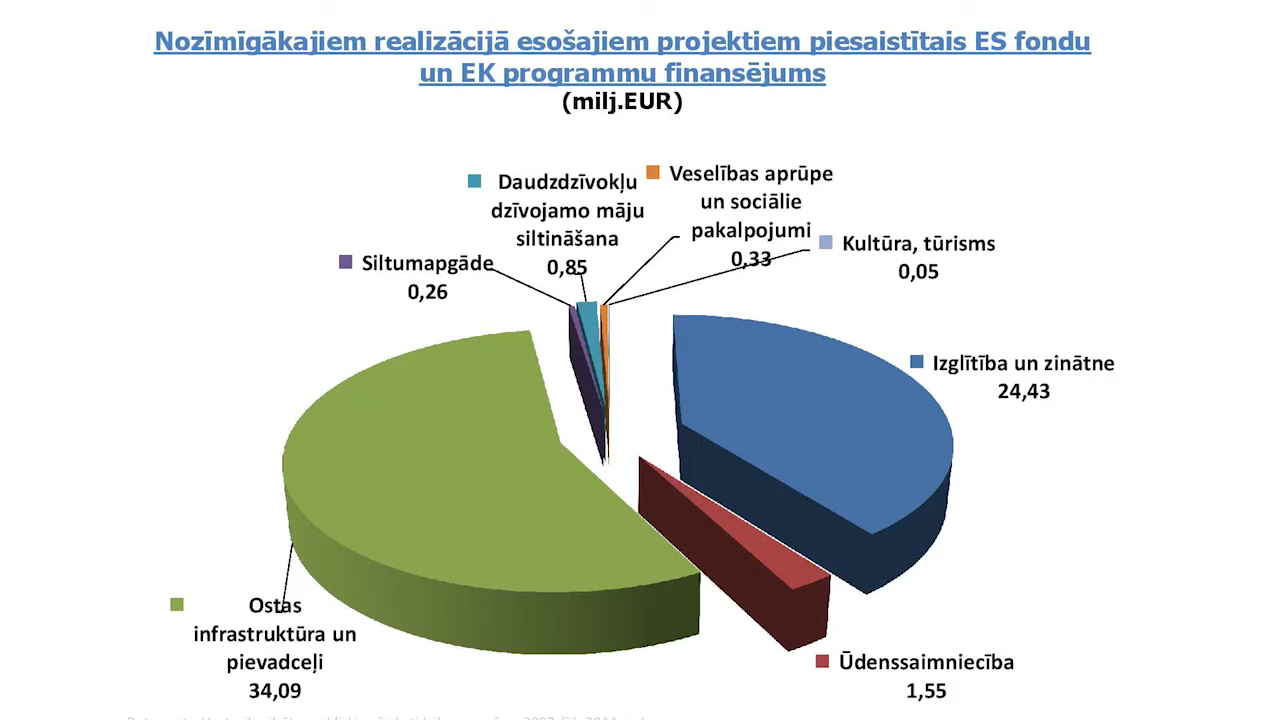 Nozīmīgākajiem realizācijā esošajiem projektiem piesaistītais ES fondu
un EK programmu finansējums
(milj.EUR)
Daudzdzīvokļu
dzīvojamo māju
siltināšana
0,85
Veselības aprūpe
un sociālie
pakalpojumi
0,33
Kultūra, tūrisms
0,05
Siltumapgāde
0,26
Izglītība un zinātne
24,43
Ostas
infrastruktūra un
pievadceļi
34,09
Ūdenssaimniecība
1,55